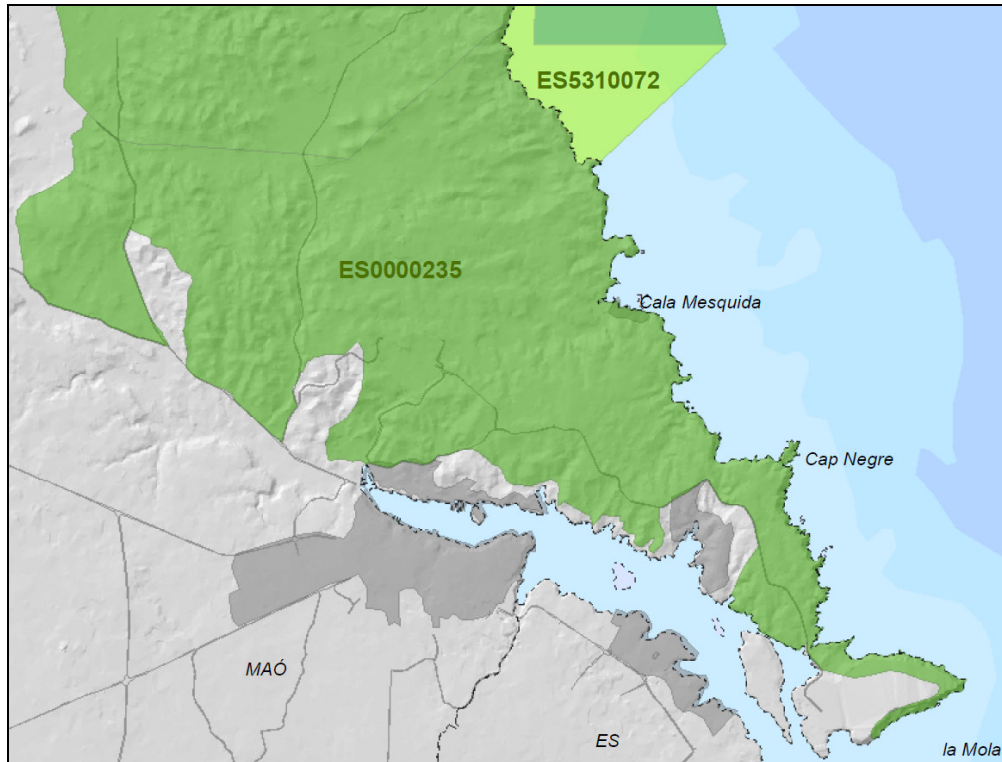 ES5310072
ES0000235
Cala Mesquida
Cap Negre
MAÓ
ES
la Mola